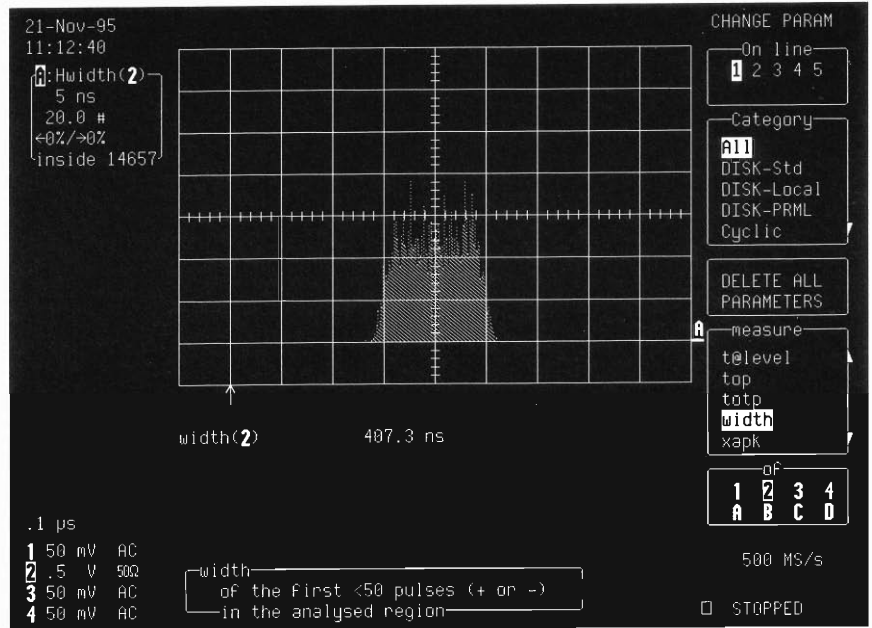 21-Nov-95
11:12:40
A:Hwidth(2)
5 ns
20.0 #
←0%/→0%
inside 14657
CHANGE PARAM
On line
1 2 3 4 5
Category
All
DISK-Std
DISK-Local
DISK-PRML
Cyclic
DELETE ALL
PARAMETERS
A
measure
t@level
top
totp
width
xapk
of
1 2 3 4
A B C D
width(2) 407.3 ns
.1 µs
1 50 mV AC
2 .5 V 50Ω
3 50 mV AC
4 50 mV AC
width
of the first <50 pulses (+ or -)
in the analysed region
500 MS/s
STOPPED